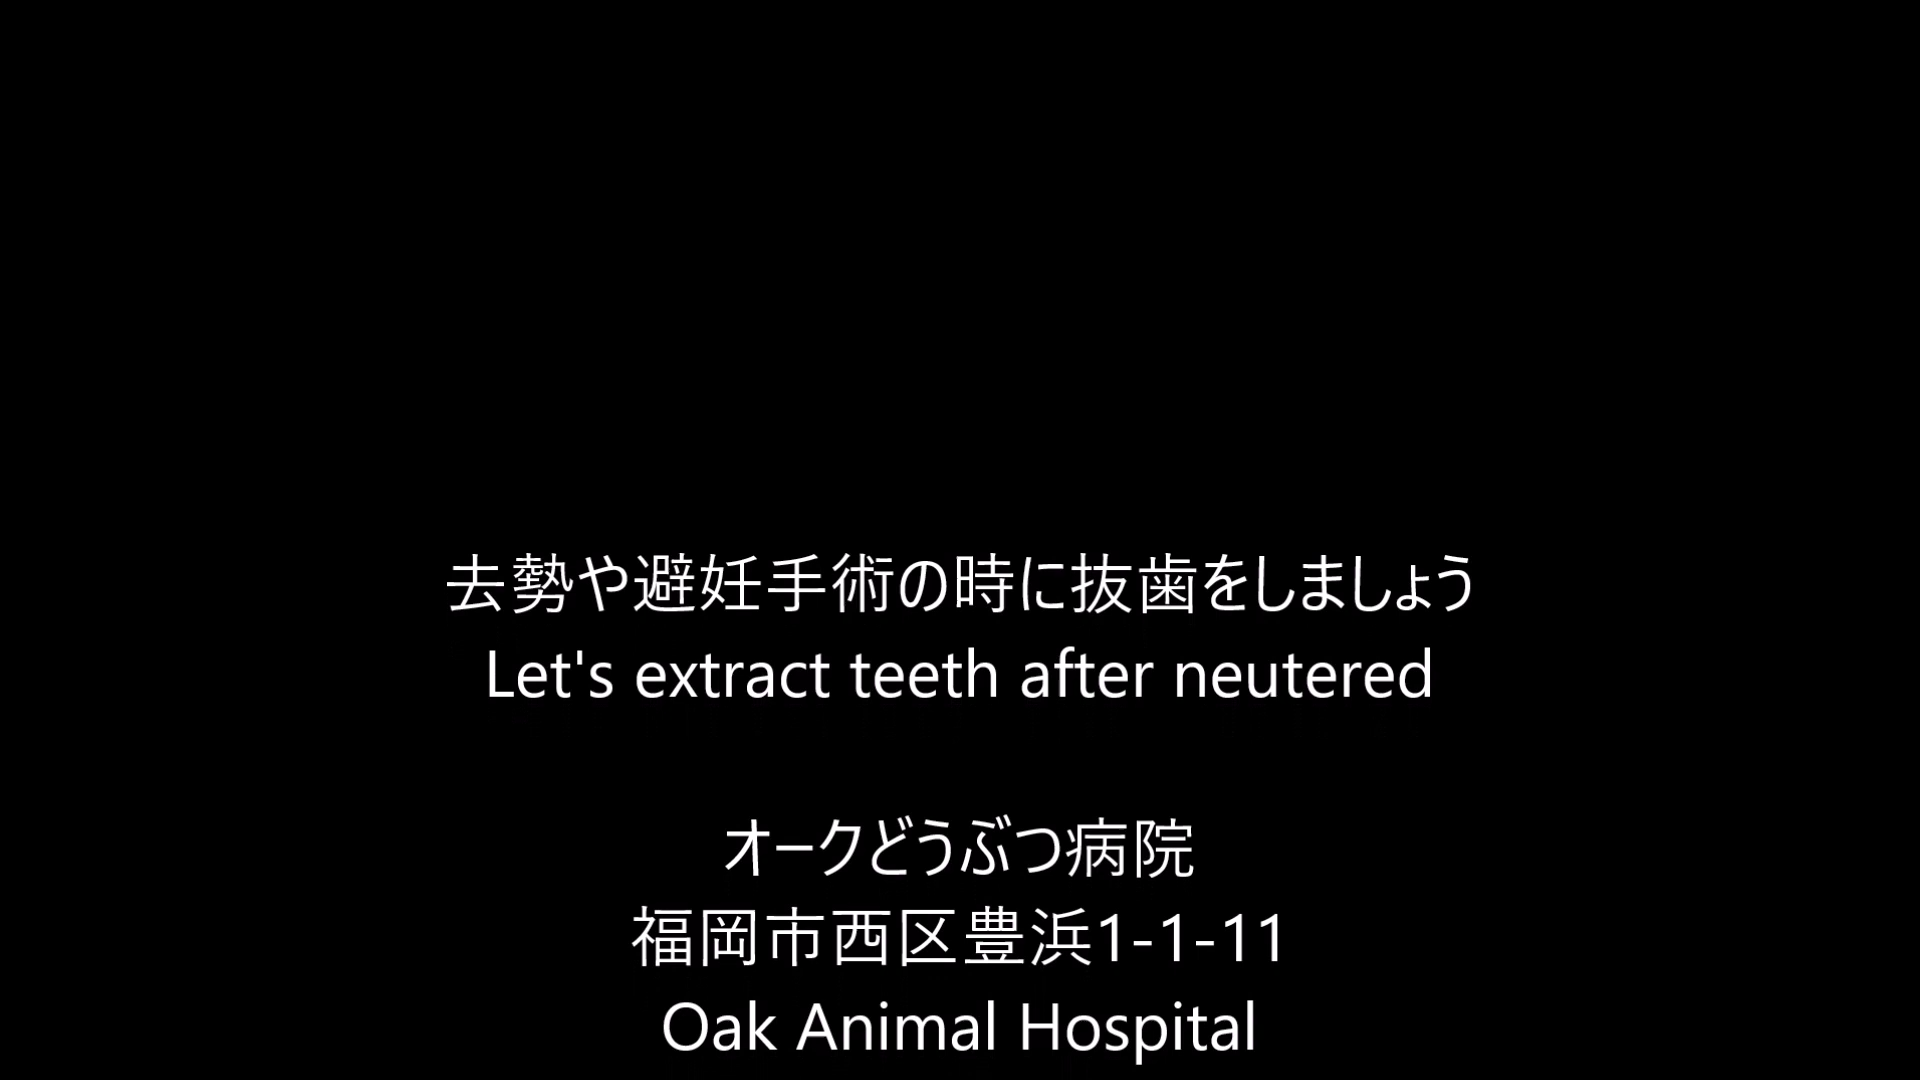 去勢や避妊手術の時に抜歯をしましょう
Let's extract teeth after neutered
オークどうぶつ病院
福岡市西区豊浜1-1-11
Oak Animal Hospital